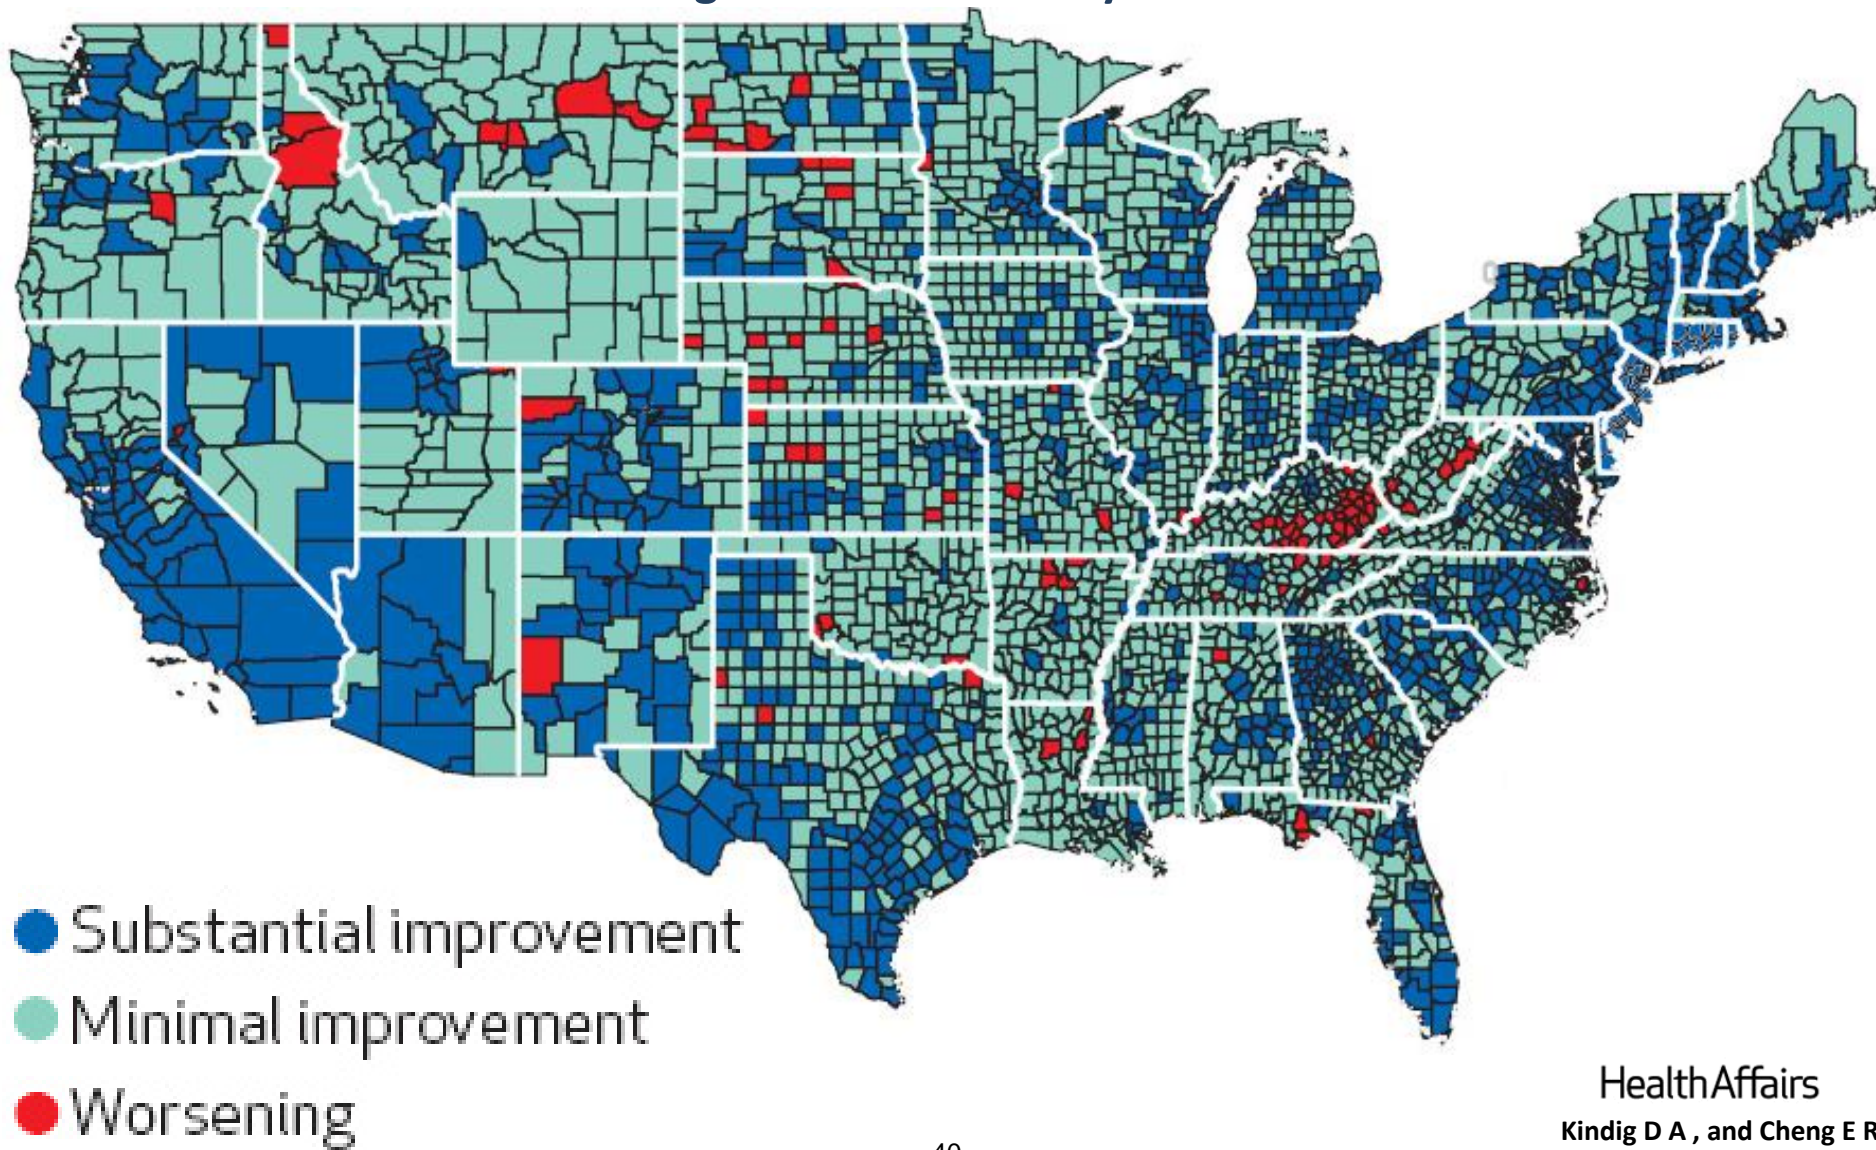 Substantial improvement
Minimal improvement
Worsening
HealthAffairs
Kindig D A , and Cheng E R